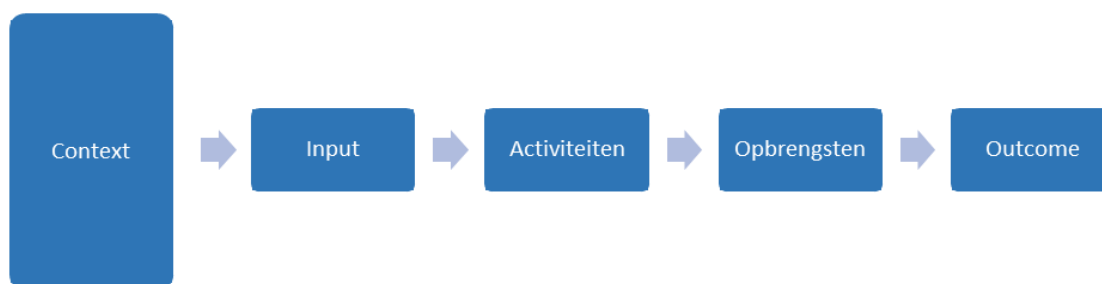 Context
Input
Activiteiten
Opbrengsten
Outcome